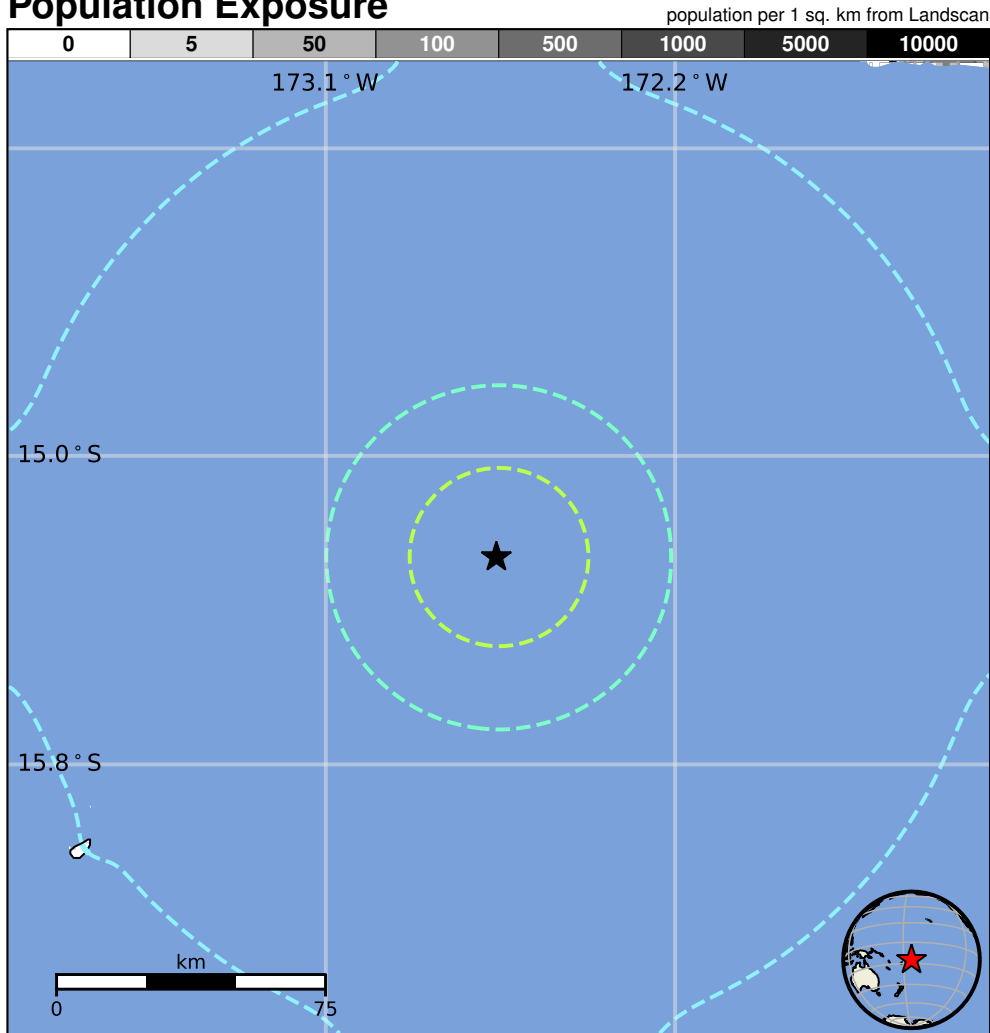 Population Exposure
population per 1 sq. km from Landscan
0 5 50 100 500 1000 5000 10000
173.1°W 172.2°W
15.0°S
15.8°S
km
0 75